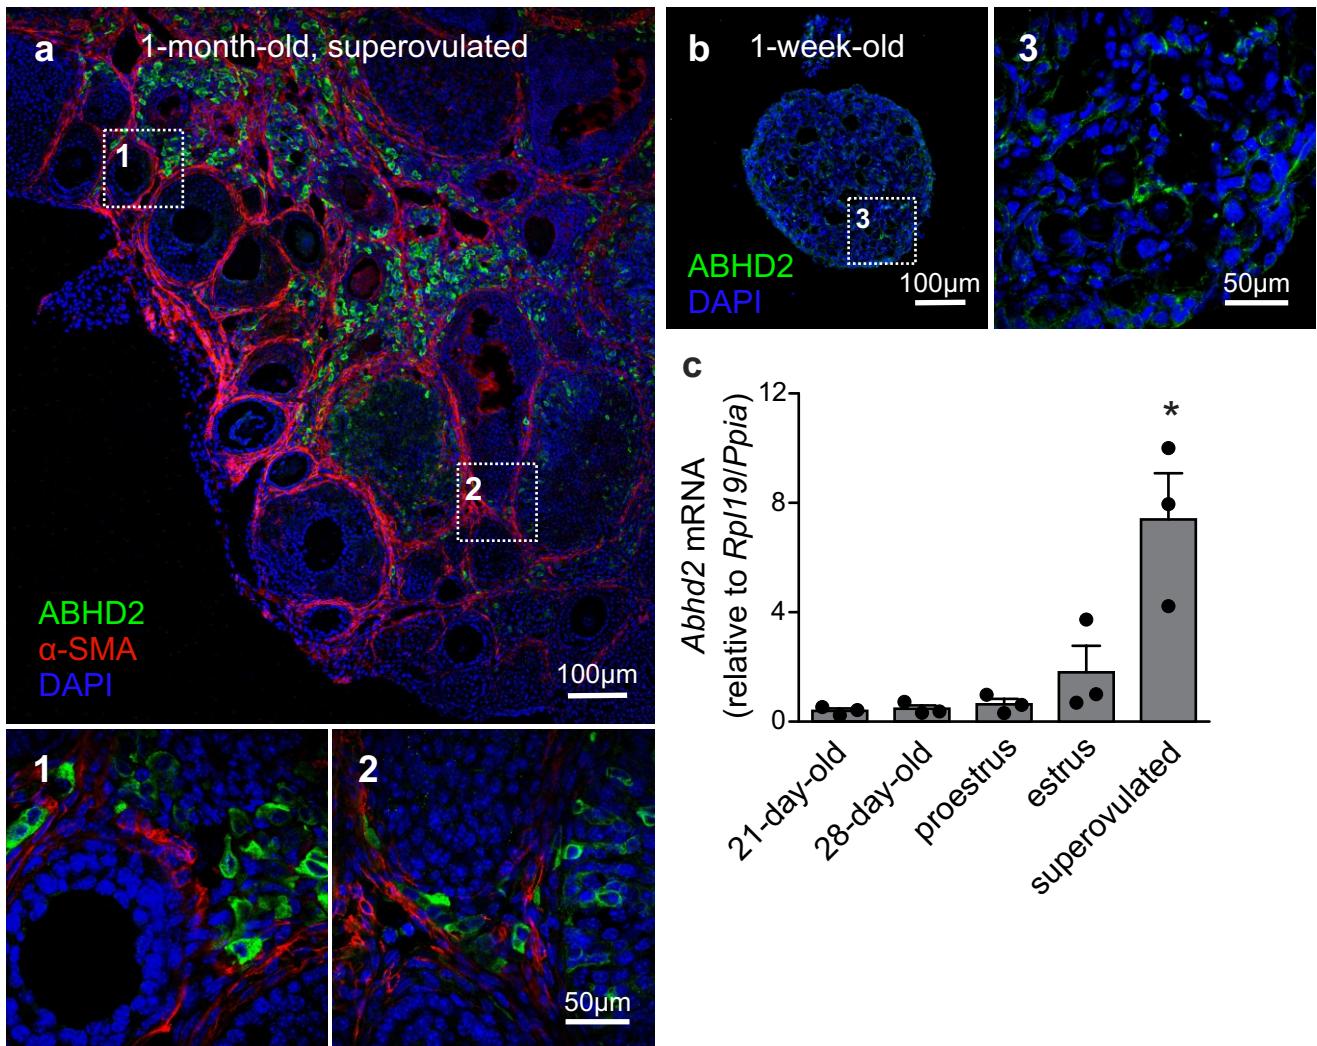 a
1-month-old, superovulated
1
2
ABHD2
α-SMA
DAPI
100μm
1
2
50μm
b
1-week-old
3
ABHD2
DAPI
100μm
3
50μm
c
Abhd2 mRNA
(relative to Rpl19/Ppia)
12
8
4
0
*
21-day-old
28-day-old
proestrus
estrus
superovulated